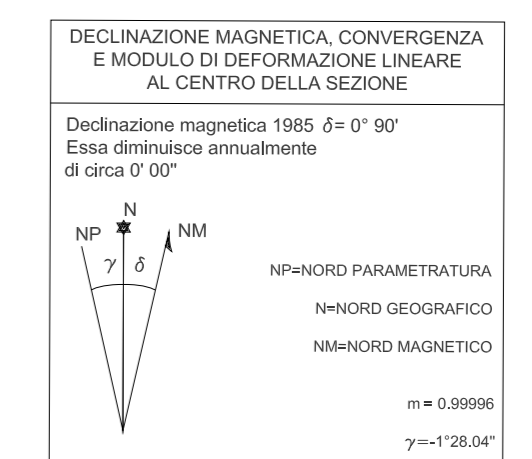 DECLINAZIONE MAGNETICA, CONVERGENZA
E MODULO DI DEFORMAZIONE LINEARE
AL CENTRO DELLA SEZIONE
Declinazione magnetica 1985 δ= 0° 90'
Essa diminuisce annualmente
di circa 0' 00"
N
NP
NM
γ δ
NP=NORD PARAMETRATURA
N=NORD GEOGRAFICO
NM=NORD MAGNETICO
m = 0.99996
γ=-1°28.04"